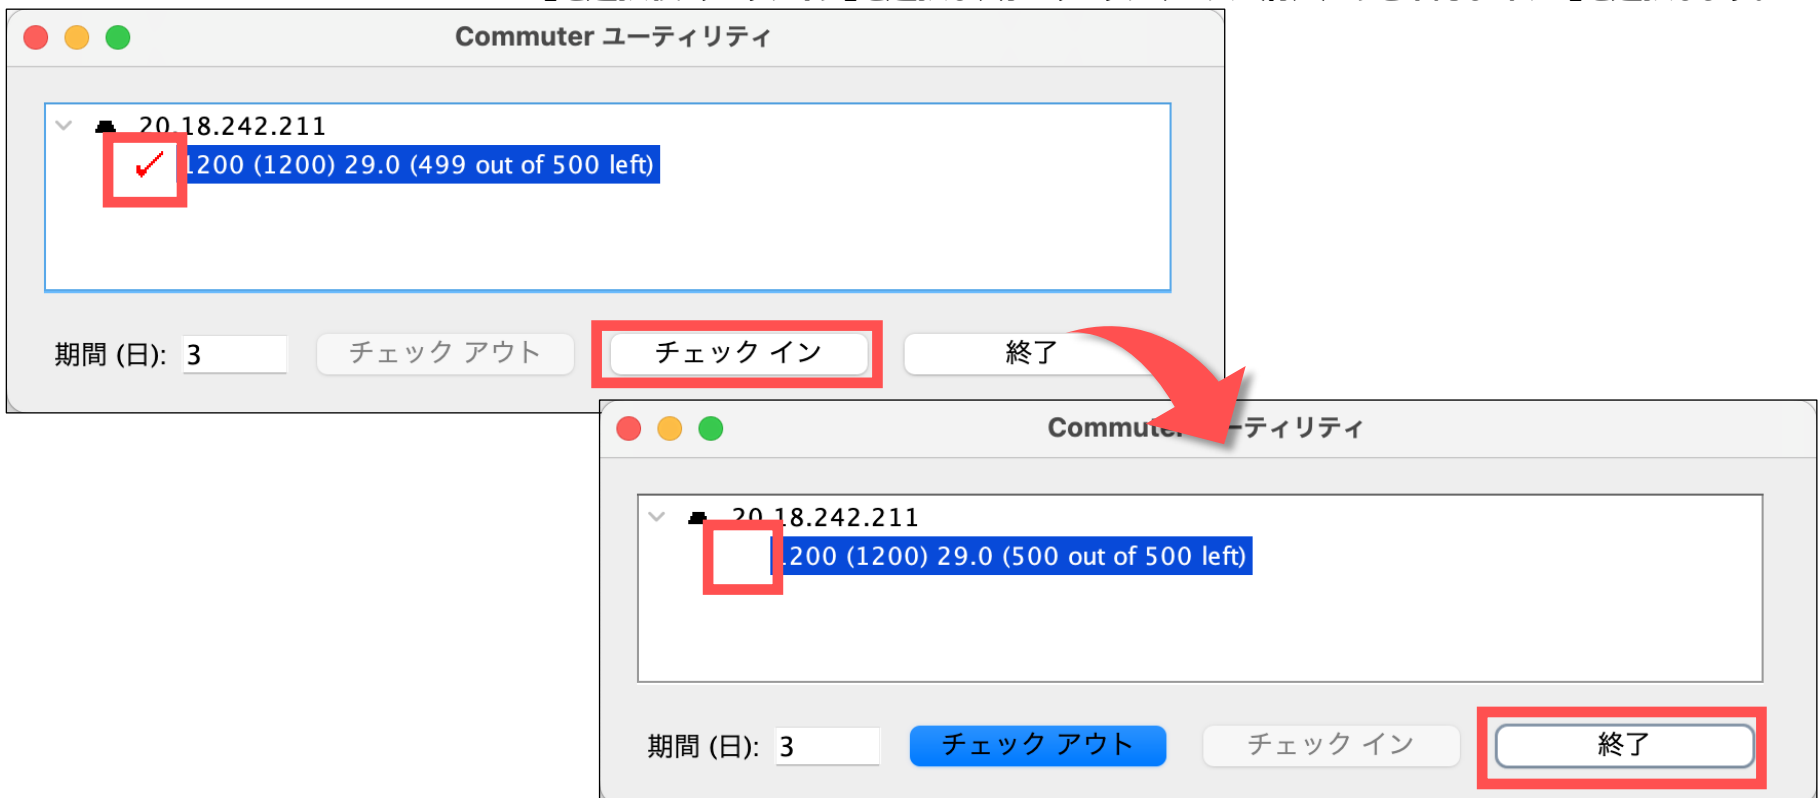 Commuter ユーティリティ
20.18.242.211
1200 (1200) 29.0 (499 out of 500 left)
期間 (日): 3 チェック アウト チェック イン 終了
Commuter ーティリティ
20.18.242.211
1200 (1200) 29.0 (500 out of 500 left)
期間 (日): 3 チェック アウト チェック イン 終了